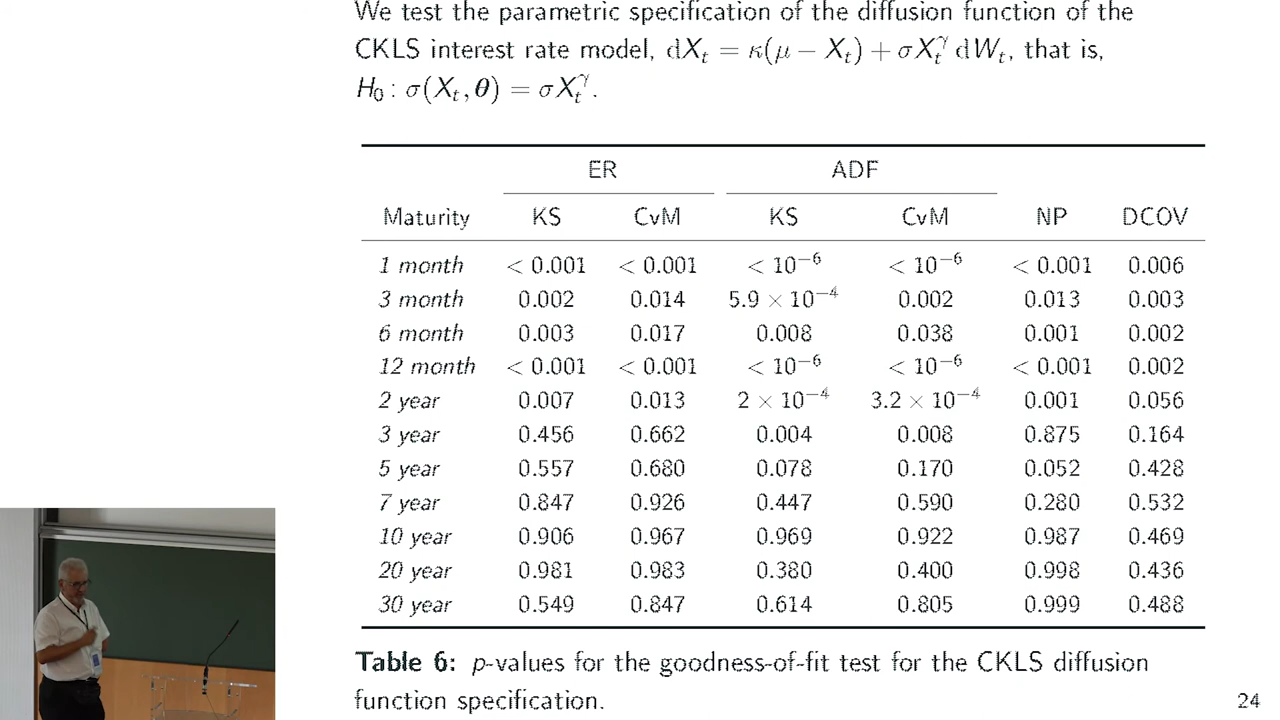 We test the parametric specification of the diffusion function of the
CKLS interest rate model, dXₜ = κ(μ − Xₜ) + σXₜ^γ dWₜ, that is,
H₀ : σ(Xₜ, θ) = σXₜ^γ.
ER ADF
Maturity KS CvM KS CvM NP DCOV
1 month < 0.001 < 0.001 < 10⁻⁶ < 10⁻⁶ < 0.001 0.006
3 month 0.002 0.014 5.9 × 10⁻⁴ 0.002 0.013 0.003
6 month 0.003 0.017 0.008 0.038 0.001 0.002
12 month < 0.001 < 0.001 < 10⁻⁶ < 10⁻⁶ < 0.001 0.002
2 year 0.007 0.013 2 × 10⁻⁴ 3.2 × 10⁻⁴ 0.001 0.056
3 year 0.456 0.662 0.004 0.008 0.875 0.164
5 year 0.557 0.680 0.078 0.170 0.052 0.428
7 year 0.847 0.926 0.447 0.590 0.280 0.532
10 year 0.906 0.967 0.969 0.922 0.987 0.469
20 year 0.981 0.983 0.380 0.400 0.998 0.436
30 year 0.549 0.847 0.614 0.805 0.999 0.488
Table 6: p-values for the goodness-of-fit test for the CKLS diffusion
function specification.
24